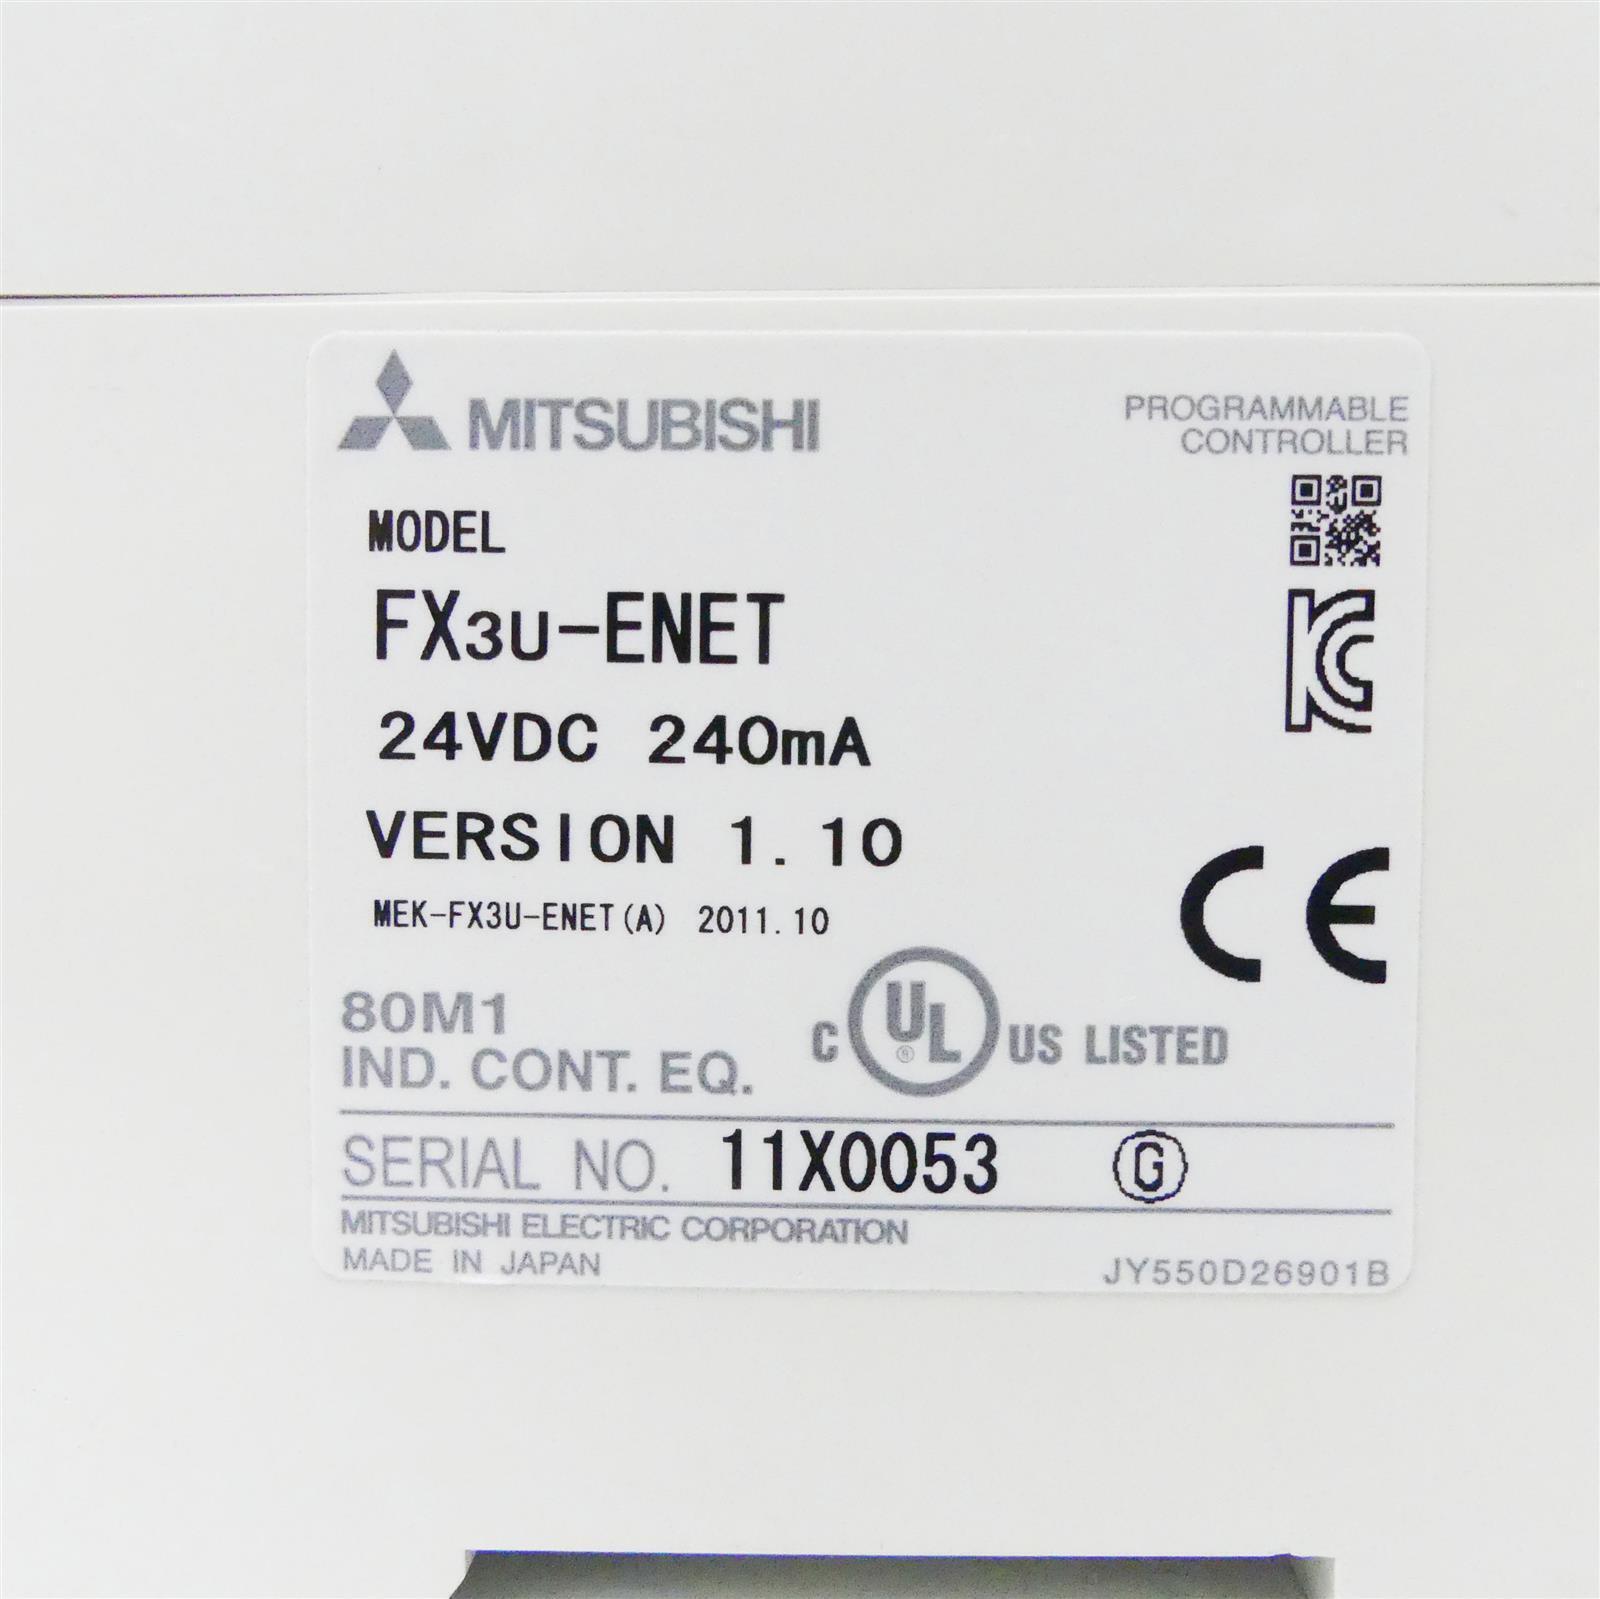 MITSUBISHI
PROGRAMMABLE
CONTROLLER
MODEL
FX3U-ENET
24VDC 240mA
VERSION 1.10
MEK-FX3U-ENET(A) 2011.10
CE
80M1
IND. CONT. EQ.
C UL ® US LISTED
SERIAL NO. 11X0053 G
MITSUBISHI ELECTRIC CORPORATION
MADE IN JAPAN
JY550D26901B